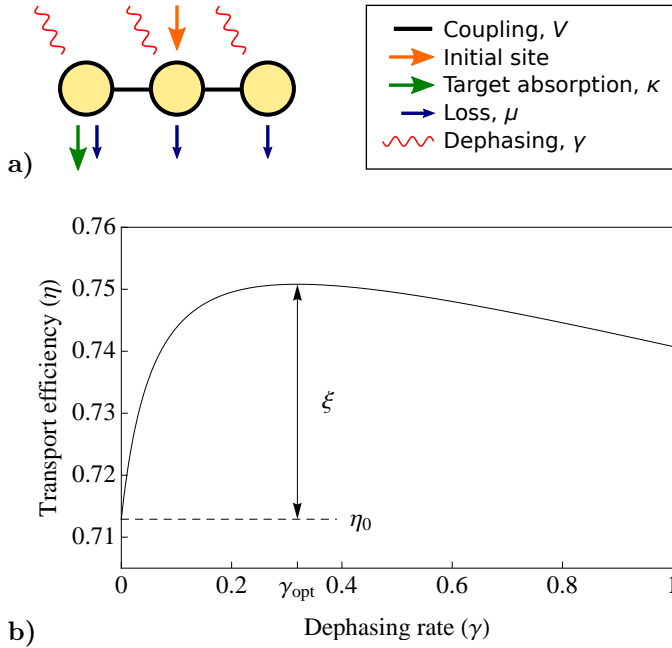 Coupling, V
Initial site
Target absorption, κ
Loss, μ
Dephasing, γ
a)
0.76
0.75
0.74
0.73
0.72
0.71
Transport efficiency (η)
ξ
η₀
0
0.2
γopt
0.4
0.6
0.8
1
Dephasing rate (γ)
b)